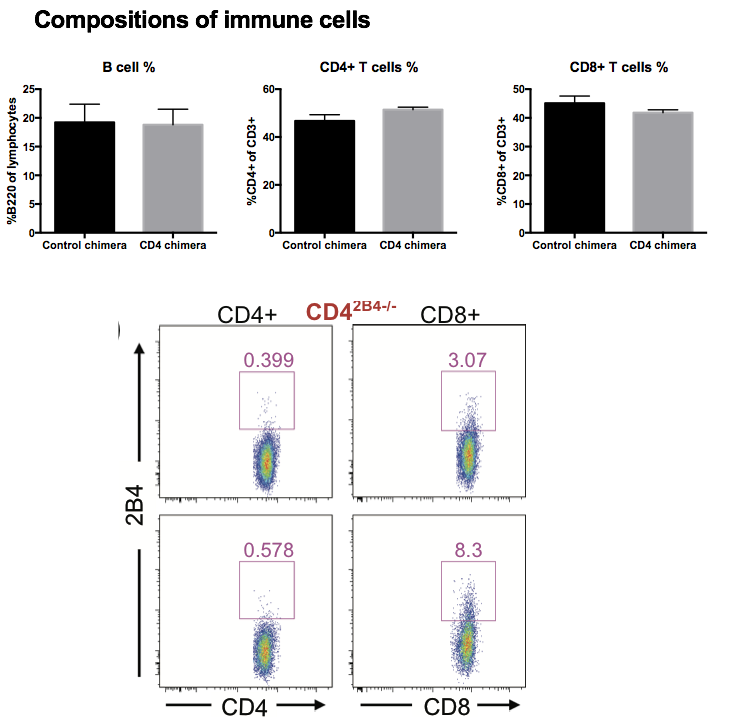 Compositions of immune cells
B cell %
%B220 of lymphocytes
25
20
15
10
5
0
Control chimera
CD4 chimera
CD4+ T cells %
%CD4+ of CD3+
60
40
20
0
Control chimera
CD4 chimera
CD8+ T cells %
%CD8+ of CD3+
50
40
30
20
10
0
Control chimera
CD4 chimera
CD4+
CD42B4-/-
CD8+
0.399
3.07
2B4
0.578
8.3
CD4
CD8